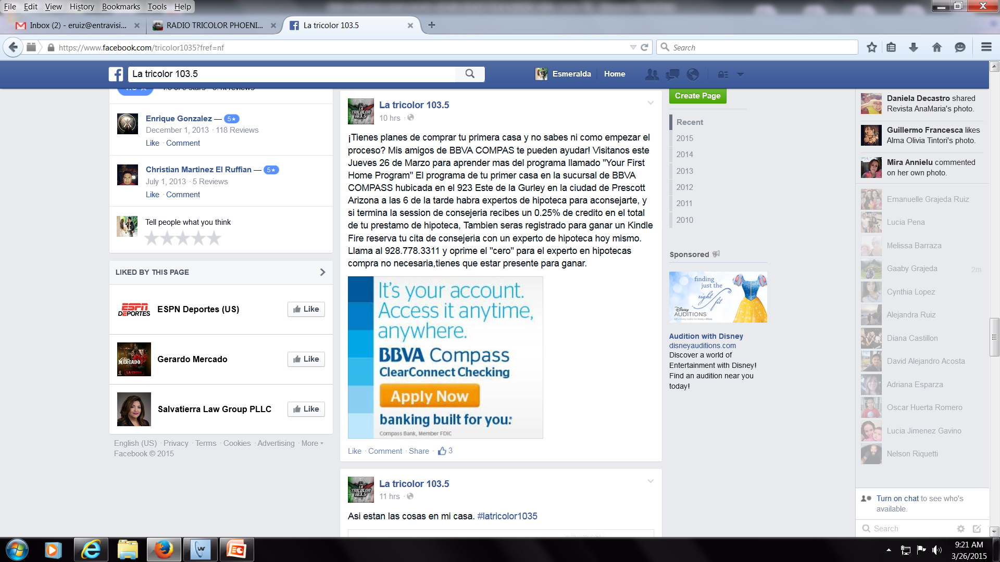 File Edit View History Bookmarks Tools Help
Inbox (2) - eruiz@entravisi... RADIO TRICOLOR PHOENI... La tricolor 103.5
https://www.facebook.com/tricolor1035?fref=nf Search
La tricolor 103.5 Esmeralda Home
Enrique Gonzalez — 5★
December 1, 2013 · 118 Reviews
Like · Comment
Christian Martinez El Ruffian — 5★
July 1, 2013 · 5 Reviews
Like · Comment
Tell people what you think
LIKED BY THIS PAGE
ESPN DEPORTES
ESPN Deportes (US) Like
MERCADO
Gerardo Mercado Like
Salvatierra Law Group PLLC Like
English (US) · Privacy · Terms · Cookies · Advertising · More
Facebook © 2015
LA TRICOLOR 103.5
La tricolor 103.5
10 hrs ·
¡Tienes planes de comprar tu primera casa y no sabes ni como empezar el
proceso? Mis amigos de BBVA COMPAS te pueden ayudar! Visitanos este
Jueves 26 de Marzo para aprender mas del programa llamado "Your First
Home Program" El programa de tu primer casa en la sucursal de BBVA
COMPASS hubicada en el 923 Este de la Gurley en la ciudad de Prescott
Arizona a las 6 de la tarde habra expertos de hipoteca para aconsejarte, y
si termina la session de consejeria recibes un 0.25% de credito en el total
de tu prestamo de hipoteca, Tambien seras registrado para ganar un Kindle
Fire reserva tu cita de consejeria con un experto de hipoteca hoy mismo.
Llama al 928.778.3311 y oprime el "cero" para el experto en hipotecas
compra no necesaria,tienes que estar presente para ganar.
It's your account.
Access it anytime,
anywhere.
BBVA Compass
ClearConnect Checking
Apply Now
banking built for you:
Compass Bank, Member FDIC
Like · Comment · Share · 3
LA TRICOLOR 103.5
La tricolor 103.5
11 hrs ·
Asi estan las cosas en mi casa. #latricolor1035
Create Page
Recent
2015
2014
2013
2012
2011
2010
Sponsored
finding
just the
right fit
Disney
AUDITIONS
Audition with Disney
disneyauditions.com
Discover a world of
Entertainment with Disney!
Find an audition near you
today!
Daniela Decastro shared
Revista AnaMaria's photo.
Guillermo Francesca likes
Alma Olivia Tintori's photo.
Mira Annielu commented
on her own photo.
Emanuelle Grajeda Ruiz
Lucia Pena
Melissa Barraza
Gaaby Grajeda 2m
Cynthia Lopez
Alejandra Ruiz
Diana Castillon
David Alejandro Acosta
Adriana Esparza
Oscar Huerta Romero
Lucia Jimenez Gavino
Nelson Riquetti
Turn on chat to see who's
available.
Search
9:21 AM
3/26/2015